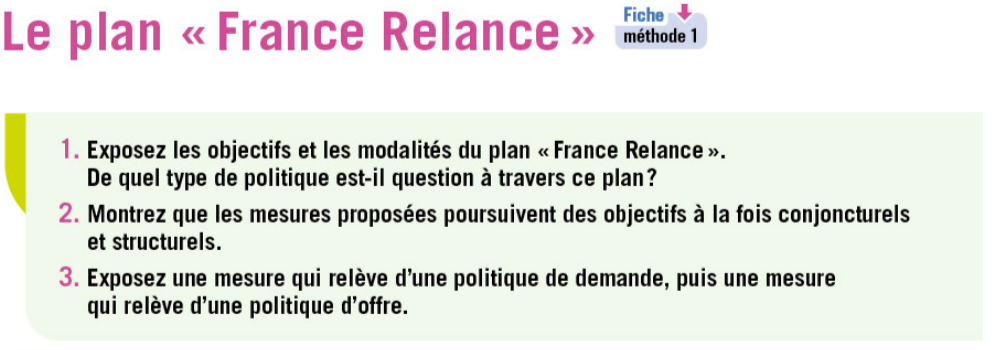 Le plan « France Relance »
Fiche
méthode 1
1. Exposez les objectifs et les modalités du plan « France Relance ».
De quel type de politique est-il question à travers ce plan ?
2. Montrez que les mesures proposées poursuivent des objectifs à la fois conjoncturels
et structurels.
3. Exposez une mesure qui relève d’une politique de demande, puis une mesure
qui relève d’une politique d’offre.